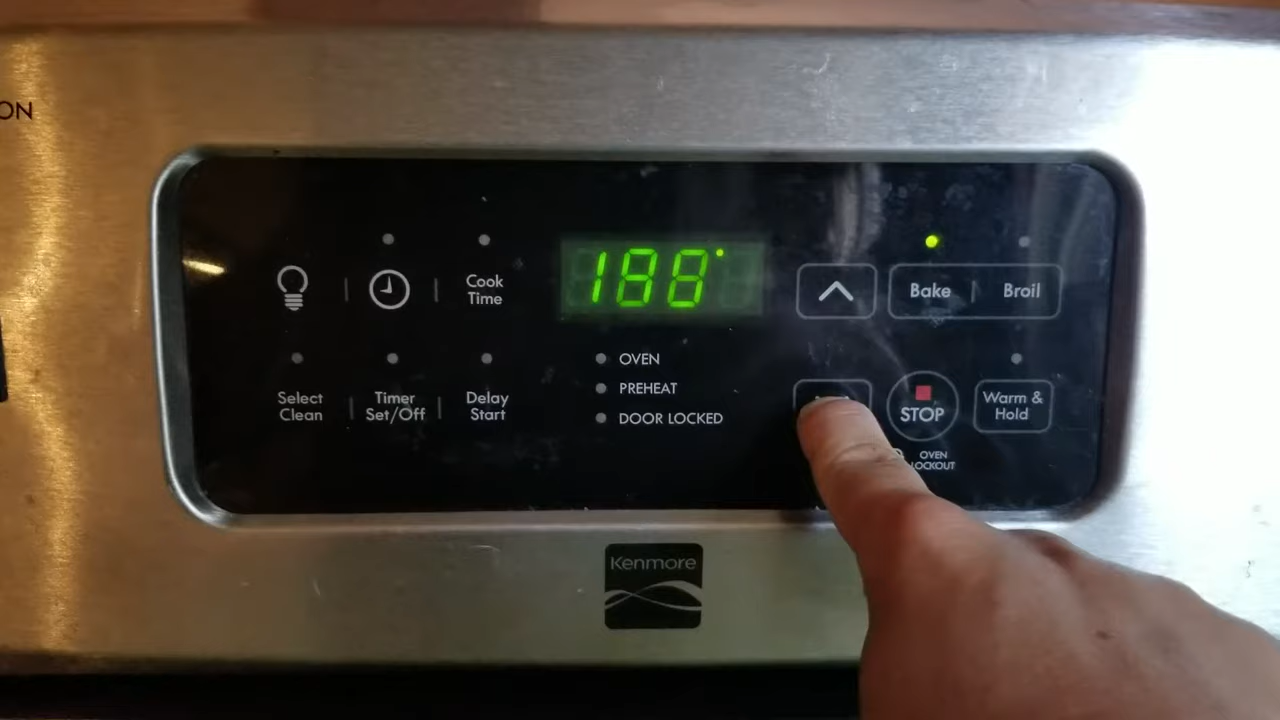 ON
188°
Cook
Time
Bake
Broil
OVEN
PREHEAT
DOOR LOCKED
Select
Clean
Timer
Set/Off
Delay
Start
STOP
Warm &
Hold
OVEN
LOCKOUT
Kenmore